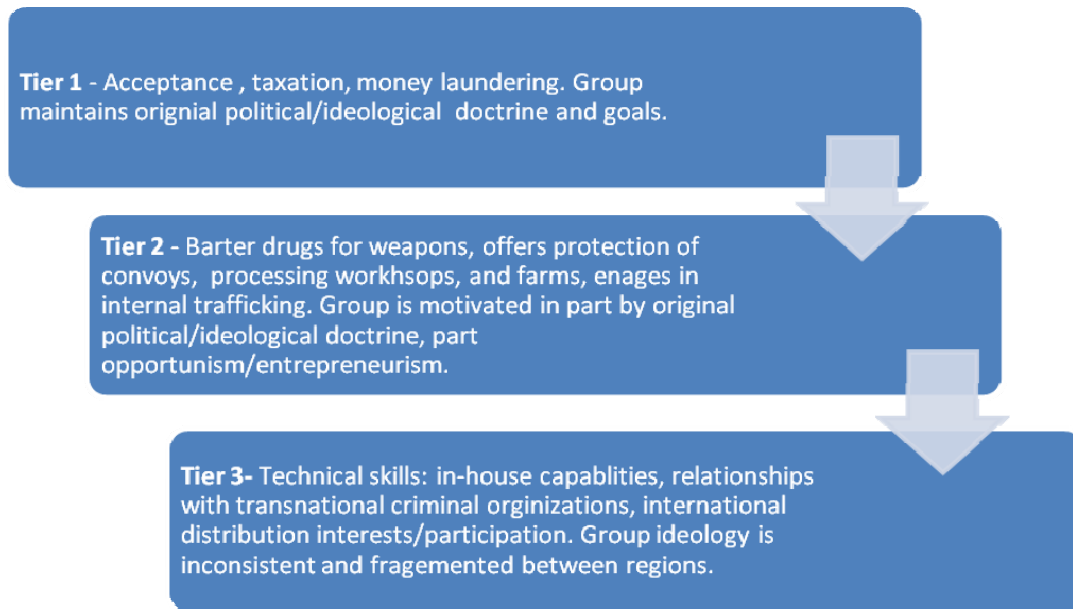 Tier 1 - Acceptance , taxation, money laundering. Group
maintains orignial political/ideological doctrine and goals.
Tier 2 - Barter drugs for weapons, offers protection of
convoys, processing workhsops, and farms, enages in
internal trafficking. Group is motivated in part by original
political/ideological doctrine, part
opportunism/entrepreneurism.
Tier 3- Technical skills: in-house capablities, relationships
with transnational criminal orginizations, international
distribution interests/participation. Group ideology is
inconsistent and fragemented between regions.